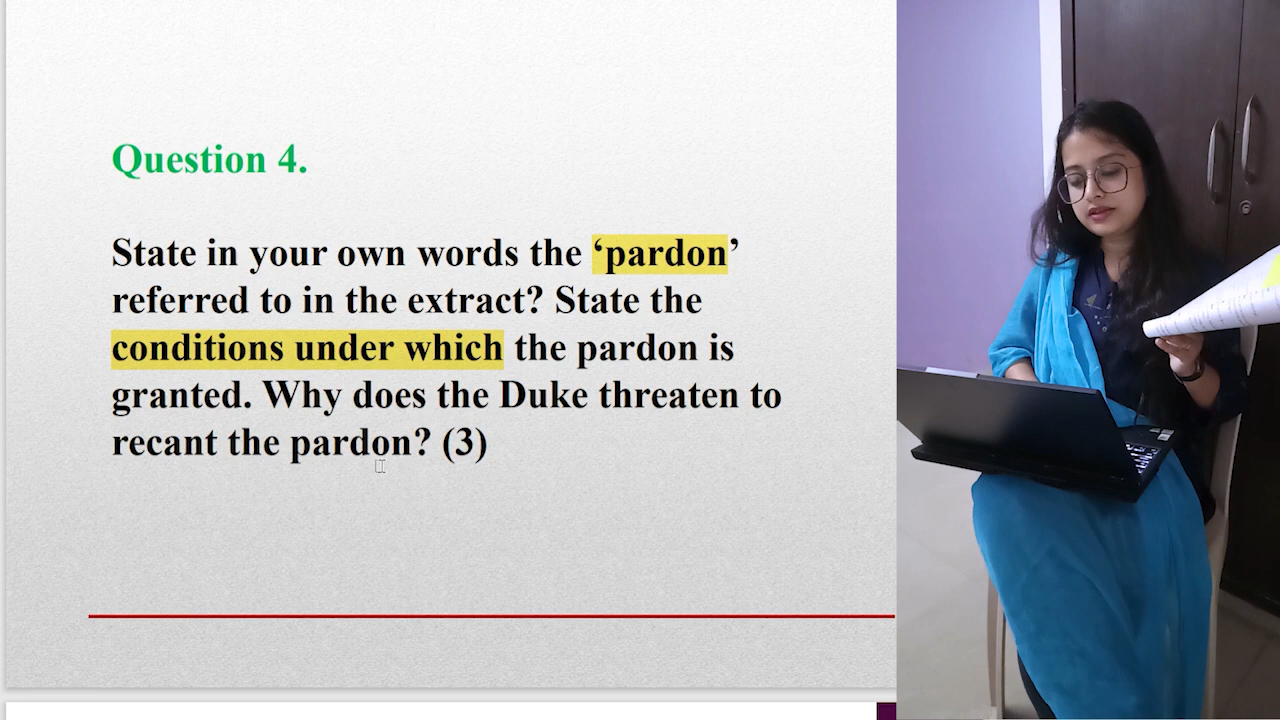 Question 4.
State in your own words the ‘pardon’
referred to in the extract? State the
conditions under which the pardon is
granted. Why does the Duke threaten to
recant the pardon? (3)